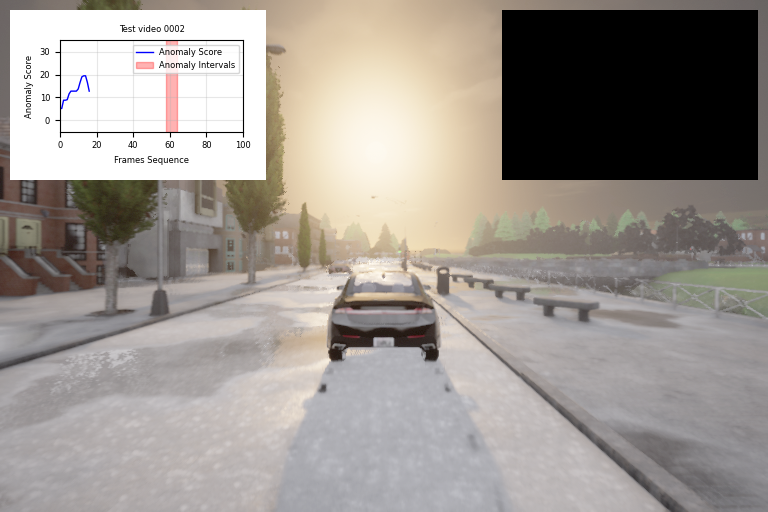 Test video 0002
Anomaly Score
Anomaly Intervals
Anomaly Score
30
20
10
0
0 20 40 60 80 100
Frames Sequence